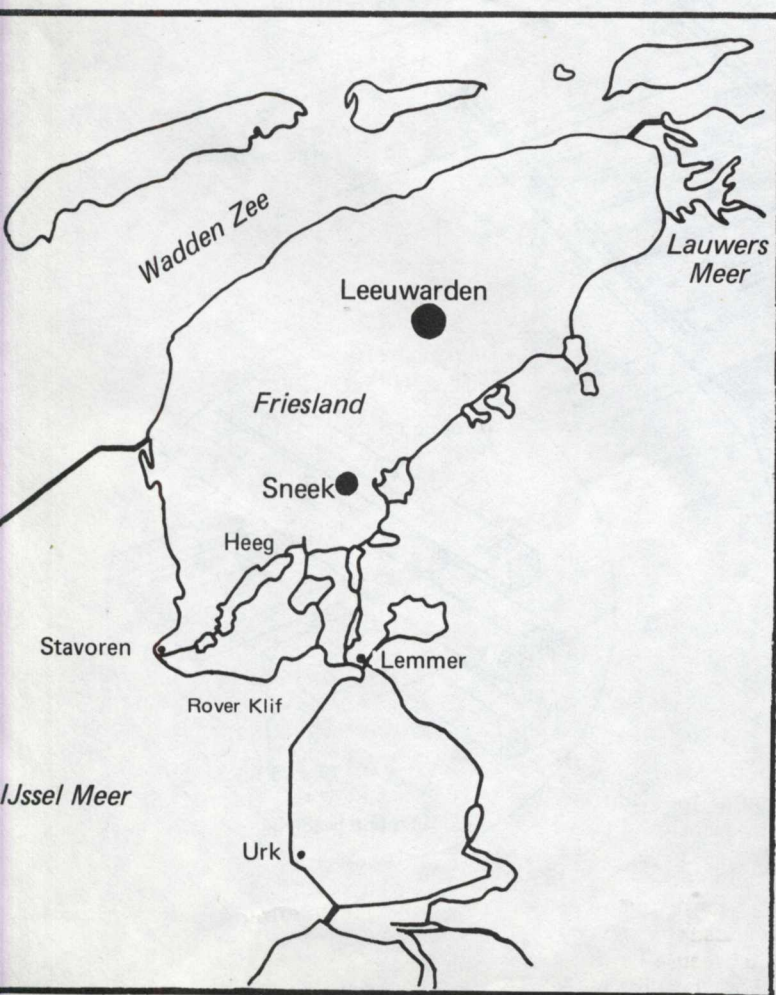 Wadden Zee
Lauwers
Meer
Leeuwarden
Friesland
Sneek
Heeg
Stavoren
Lemmer
Rover Klif
IJssel Meer
Urk